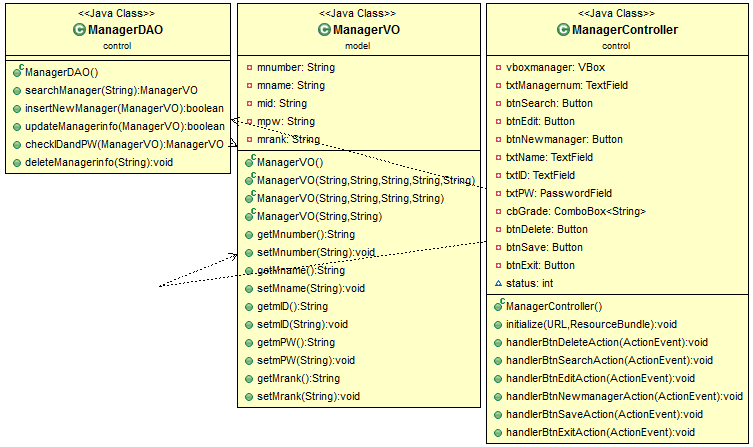 <<Java Class>>
ManagerDAO
control
ManagerDAO()
searchManager(String):ManagerVO
insertNewManager(ManagerVO):boolean
updateManagerinfo(ManagerVO):boolean
checkIDandPW(ManagerVO):ManagerVO
deleteManagerinfo(String):void
<<Java Class>>
ManagerVO
model
mnumber: String
mname: String
mid: String
mpw: String
mrank: String
ManagerVO()
ManagerVO(String,String,String,String,String)
ManagerVO(String,String,String,String)
ManagerVO(String,String)
getMnumber():String
setMnumber(String):void
getMname():String
setMname(String):void
getmID():String
setmID(String):void
getmPW():String
setmPW(String):void
getMrank():String
setMrank(String):void
<<Java Class>>
ManagerController
control
vboxmanager: VBox
txtManagernum: TextField
btnSearch: Button
btnEdit: Button
btnNewmanager: Button
txtName: TextField
txtID: TextField
txtPW: PasswordField
cbGrade: ComboBox<String>
btnDelete: Button
btnSave: Button
btnExit: Button
status: int
ManagerController()
initialize(URL,ResourceBundle):void
handlerBtnDeleteAction(ActionEvent):void
handlerBtnSearchAction(ActionEvent):void
handlerBtnEditAction(ActionEvent):void
handlerBtnNewmanagerAction(ActionEvent):void
handlerBtnSaveAction(ActionEvent):void
handlerBtnExitAction(ActionEvent):void